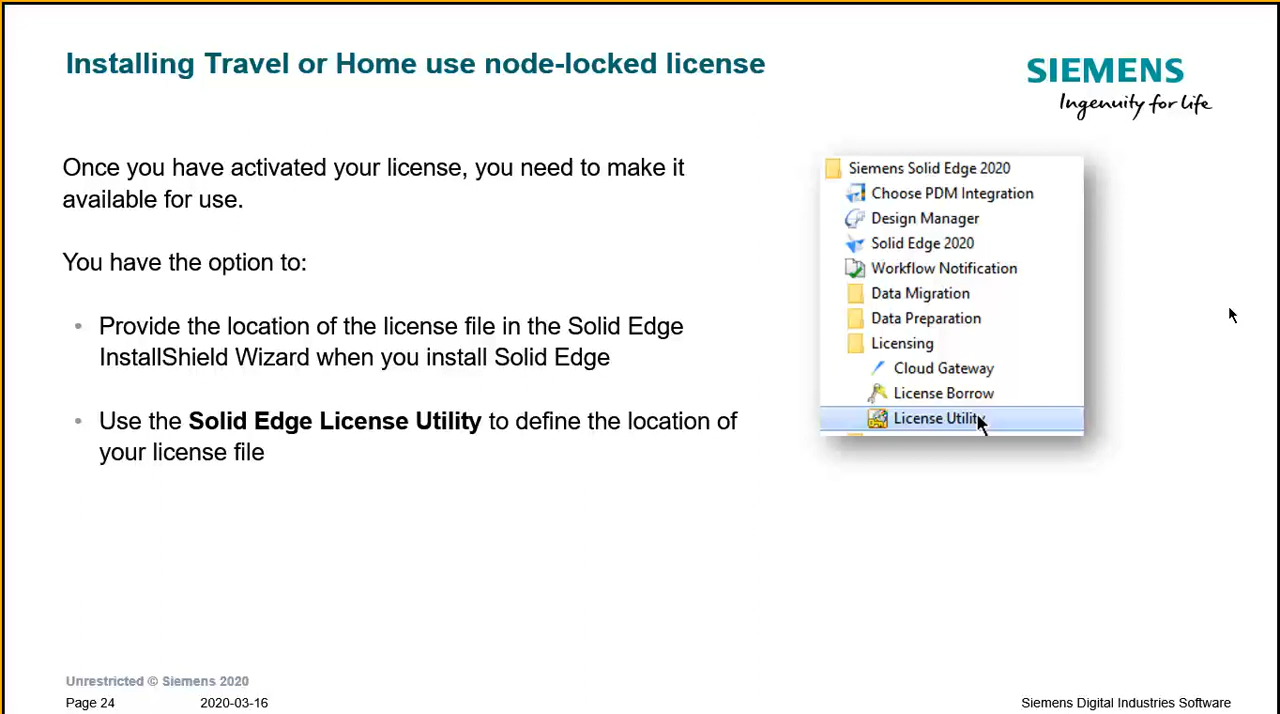 Installing Travel or Home use node-locked license
SIEMENS
Ingenuity for life
Once you have activated your license, you need to make it
available for use.
You have the option to:
• Provide the location of the license file in the Solid Edge
InstallShield Wizard when you install Solid Edge
• Use the Solid Edge License Utility to define the location of
your license file
Siemens Solid Edge 2020
Choose PDM Integration
Design Manager
Solid Edge 2020
Workflow Notification
Data Migration
Data Preparation
Licensing
Cloud Gateway
License Borrow
License Utility
Unrestricted © Siemens 2020
Page 24 2020-03-16 Siemens Digital Industries Software